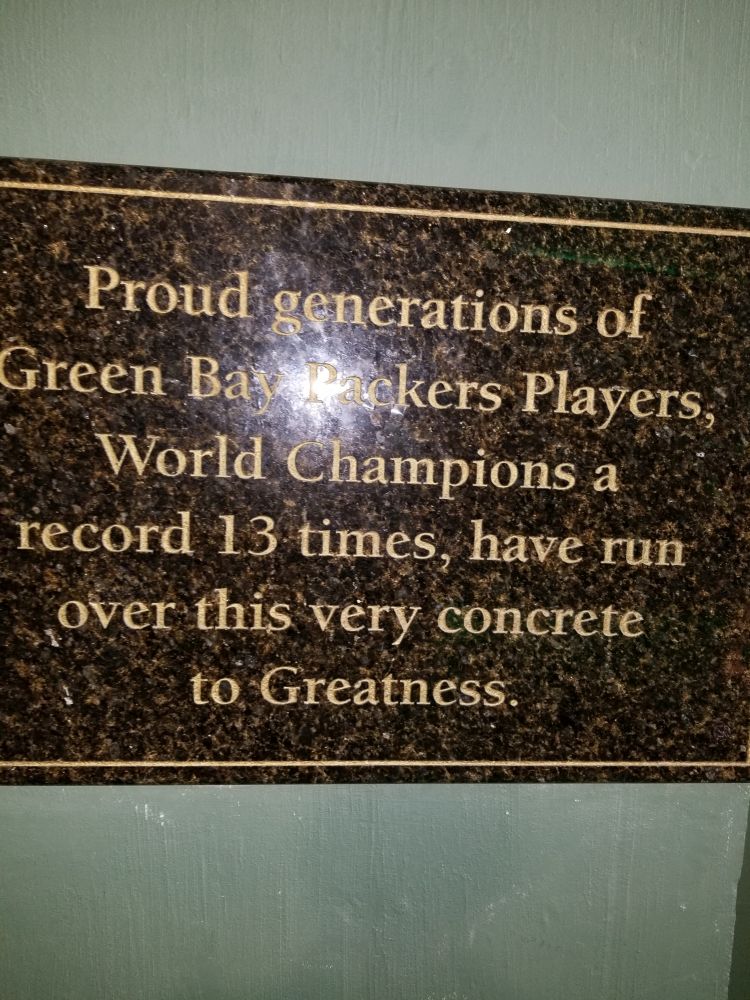 Proud generations of
Green Bay Packers Players,
World Champions a
record 13 times, have run
over this very concrete
to Greatness.